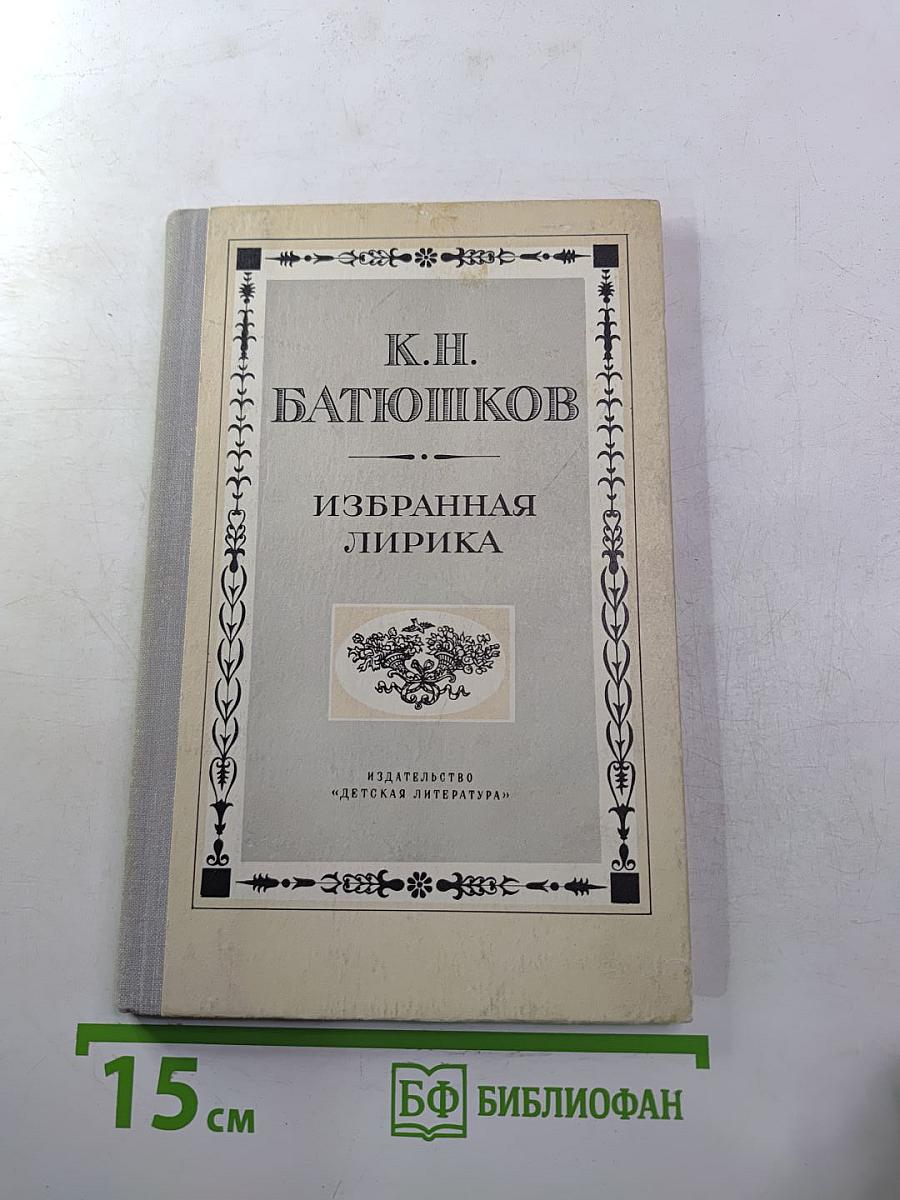 К.Н.
БАТЮШКОВ
ИЗБРАННАЯ
ЛИРИКА
ИЗДАТЕЛЬСТВО
«ДЕТСКАЯ ЛИТЕРАТУРА»
15 см
БФ БИБЛИОФАН